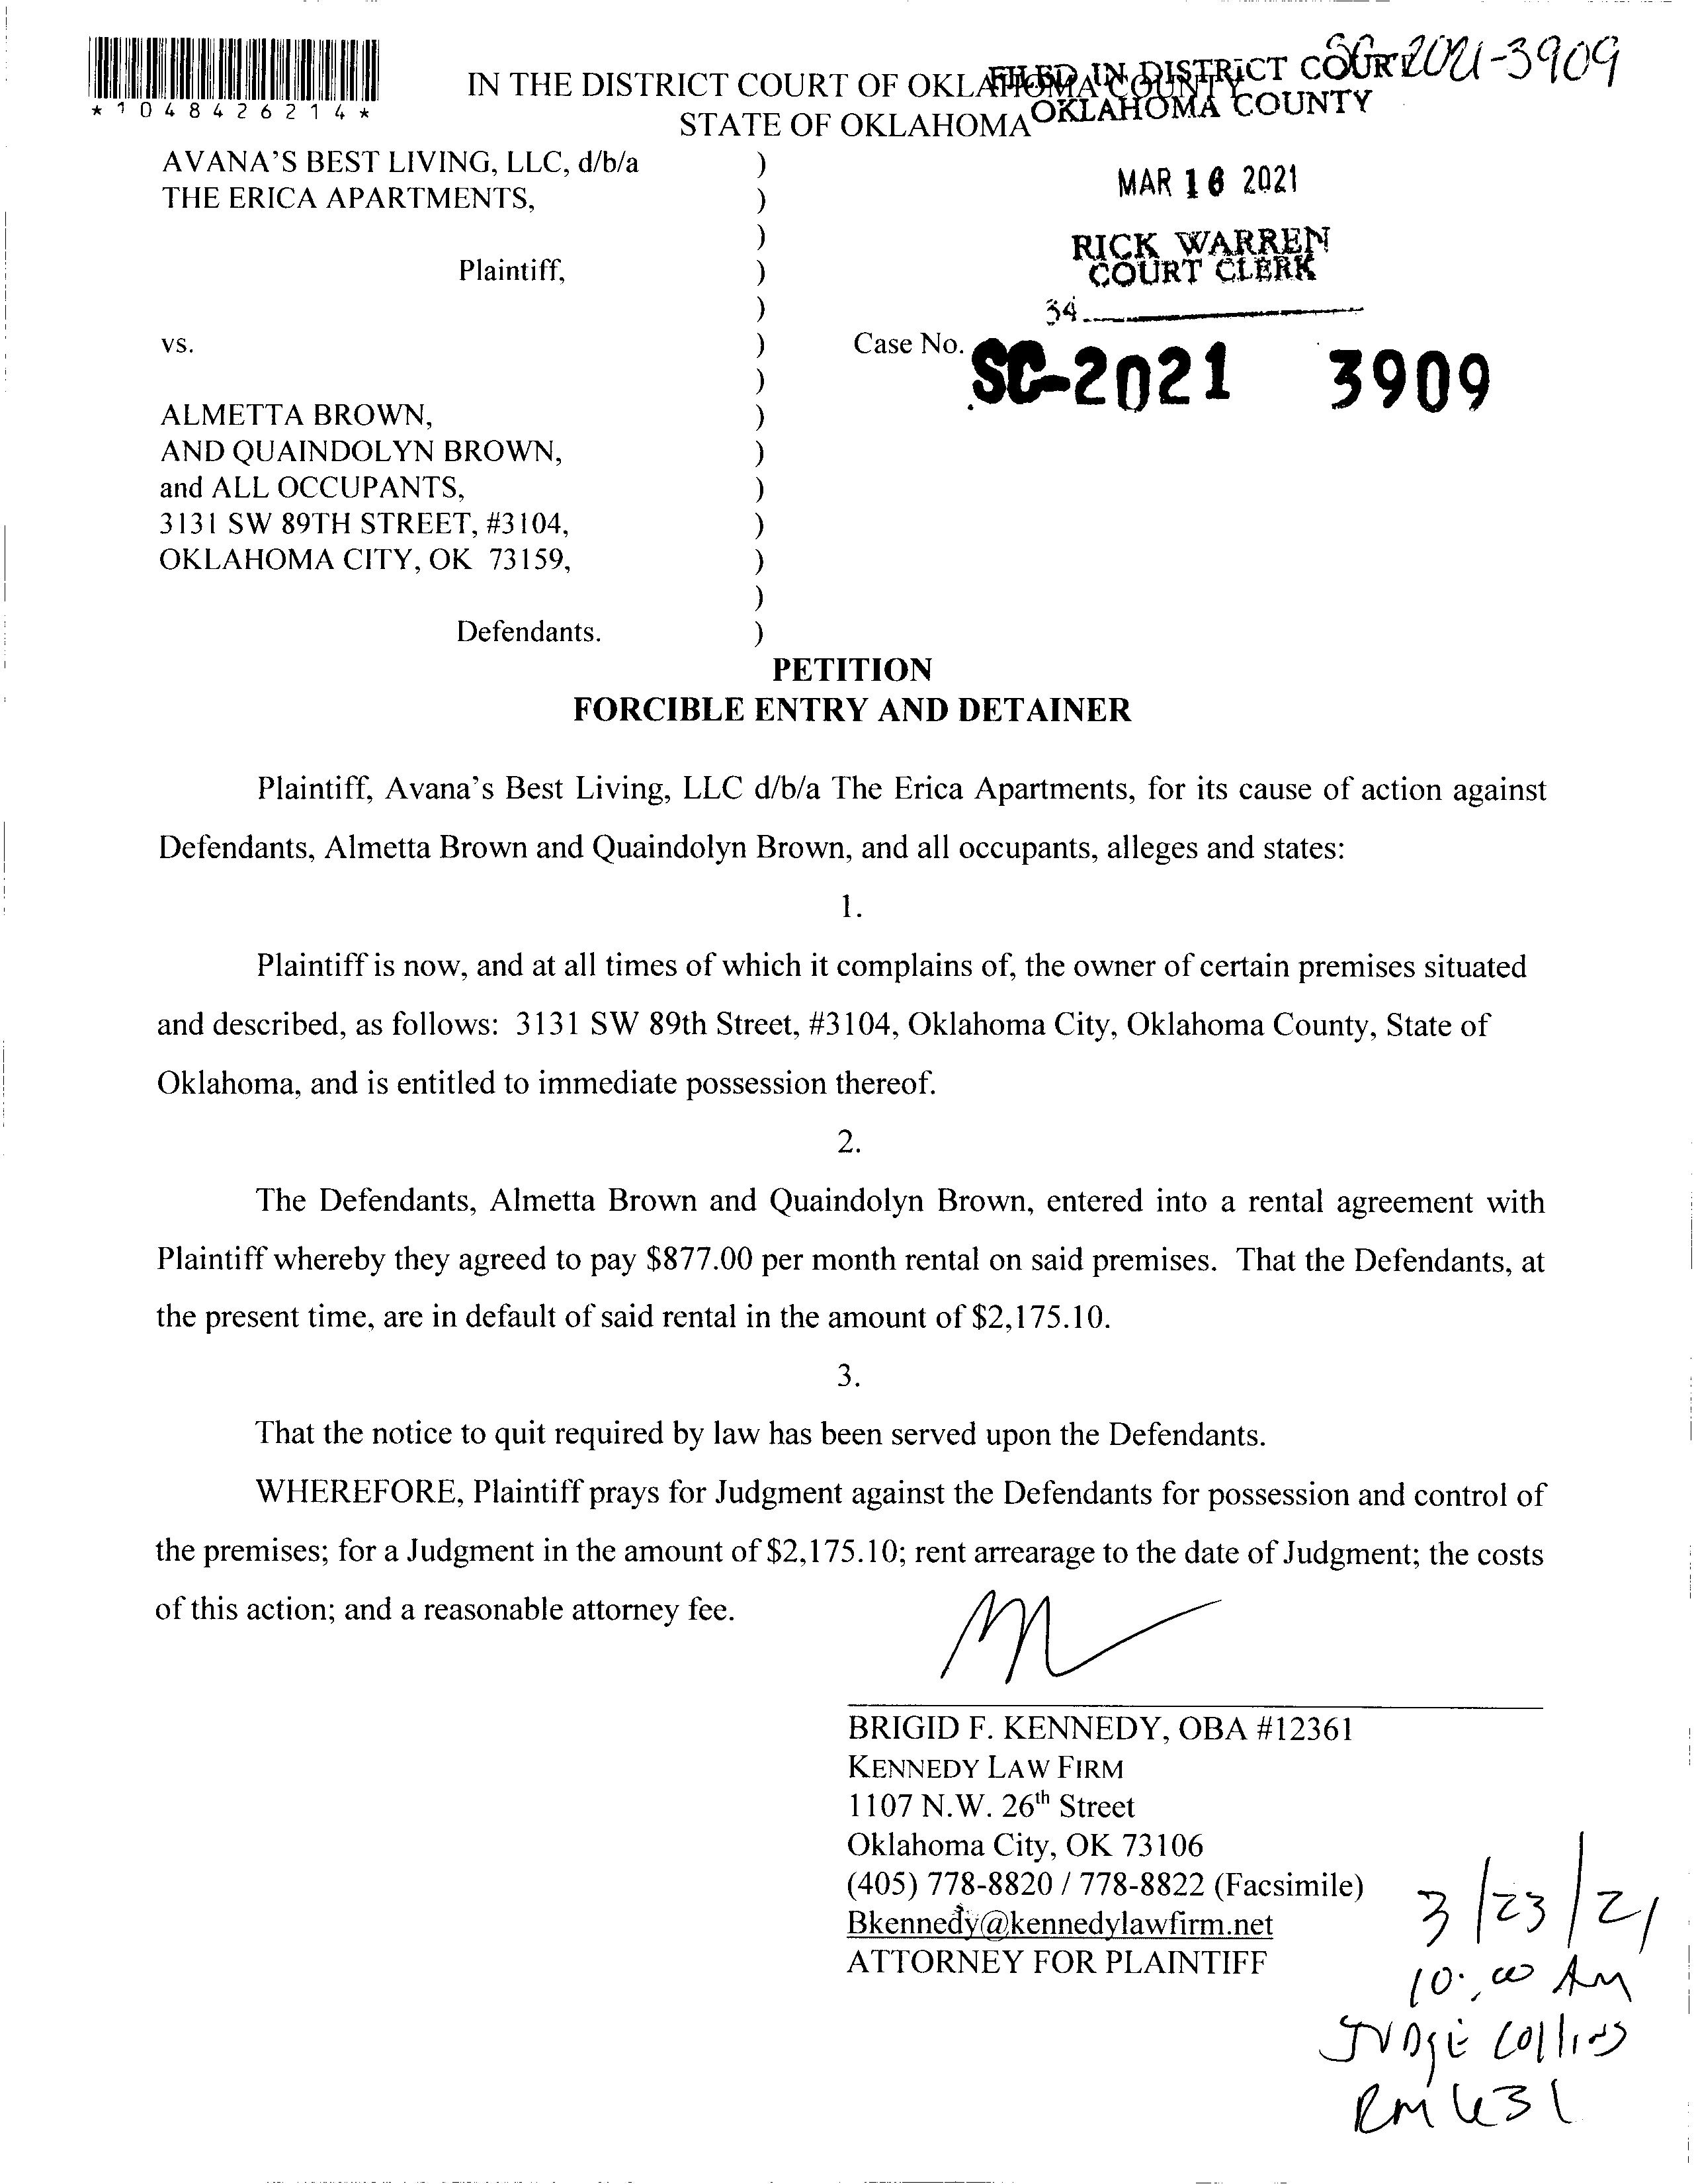 SC-2021-3909
*1048426214*
IN THE DISTRICT COURT OF OKLAHOMA COUNTY
STATE OF OKLAHOMA
FILED IN DISTRICT COURT
OKLAHOMA COUNTY
MAR 16 2021
RICK WARREN
COURT CLERK
34
AVANA'S BEST LIVING, LLC, d/b/a )
THE ERICA APARTMENTS, )
)
Plaintiff, )
)
vs. ) Case No. SC-2021 3909
)
ALMETTA BROWN, )
AND QUAINDOLYN BROWN, )
and ALL OCCUPANTS, )
3131 SW 89TH STREET, #3104, )
OKLAHOMA CITY, OK 73159, )
)
Defendants. )
PETITION
FORCIBLE ENTRY AND DETAINER
Plaintiff, Avana's Best Living, LLC d/b/a The Erica Apartments, for its cause of action against
Defendants, Almetta Brown and Quaindolyn Brown, and all occupants, alleges and states:
1.
Plaintiff is now, and at all times of which it complains of, the owner of certain premises situated
and described, as follows: 3131 SW 89th Street, #3104, Oklahoma City, Oklahoma County, State of
Oklahoma, and is entitled to immediate possession thereof.
2.
The Defendants, Almetta Brown and Quaindolyn Brown, entered into a rental agreement with
Plaintiff whereby they agreed to pay $877.00 per month rental on said premises. That the Defendants, at
the present time, are in default of said rental in the amount of $2,175.10.
3.
That the notice to quit required by law has been served upon the Defendants.
WHEREFORE, Plaintiff prays for Judgment against the Defendants for possession and control of
the premises; for a Judgment in the amount of $2,175.10; rent arrearage to the date of Judgment; the costs
of this action; and a reasonable attorney fee.
BRIGID F. KENNEDY, OBA #12361
KENNEDY LAW FIRM
1107 N.W. 26th Street
Oklahoma City, OK 73106
(405) 778-8820 / 778-8822 (Facsimile)
Bkennedy@kennedylawfirm.net
ATTORNEY FOR PLAINTIFF
3/23/21
10:00 AM
JUDGE Collins
Rm 631